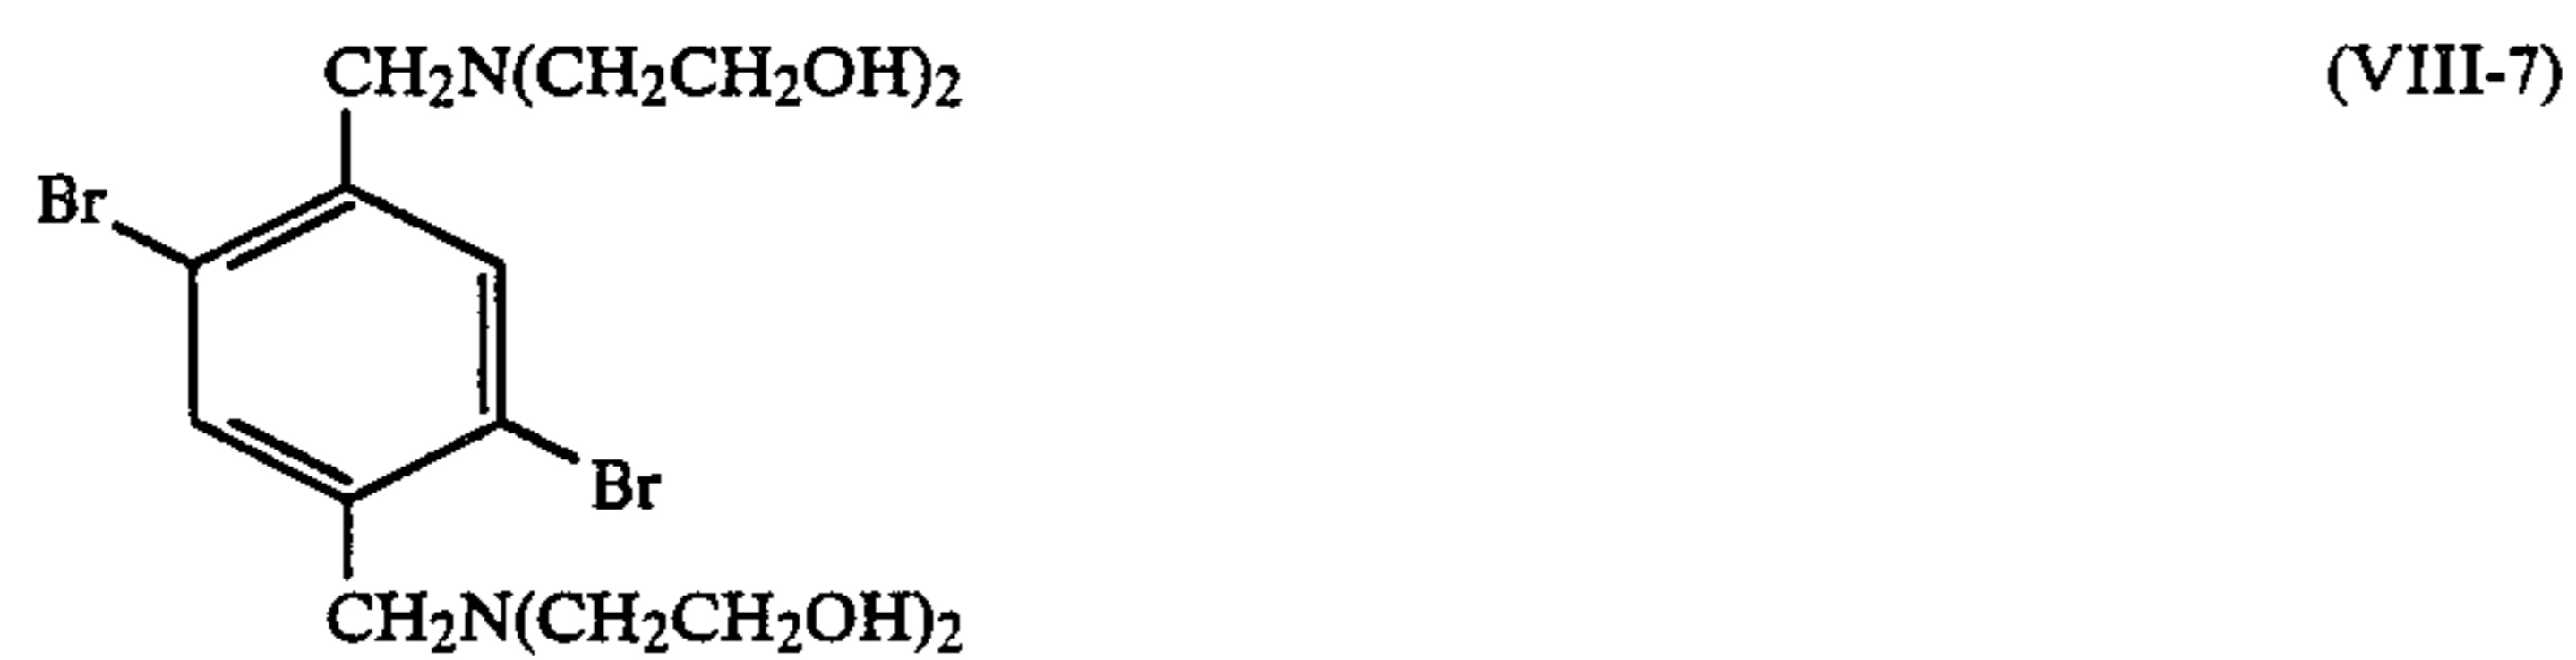 CH₂N(CH₂CH₂OH)₂ (VIII-7)
Br
Br
CH₂N(CH₂CH₂OH)₂